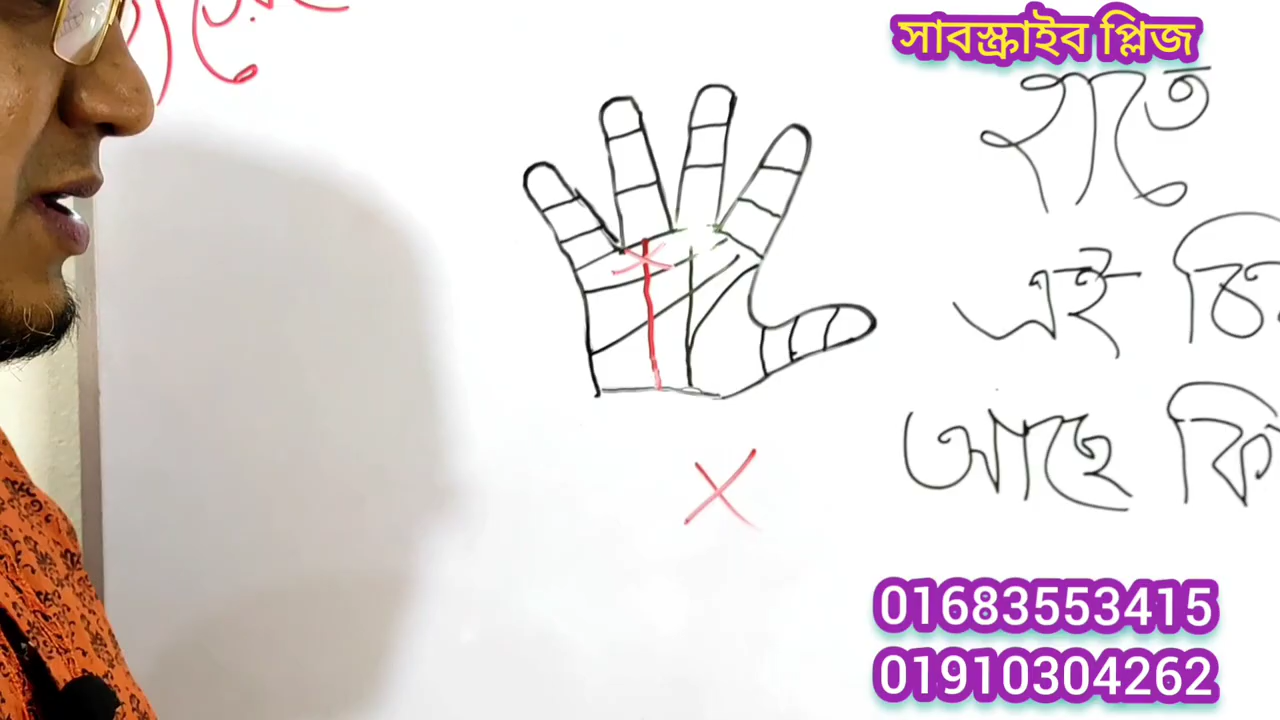 সাবস্ক্রাইব প্লিজ
হাতে
এই
আছে কি
01683553415
01910304262